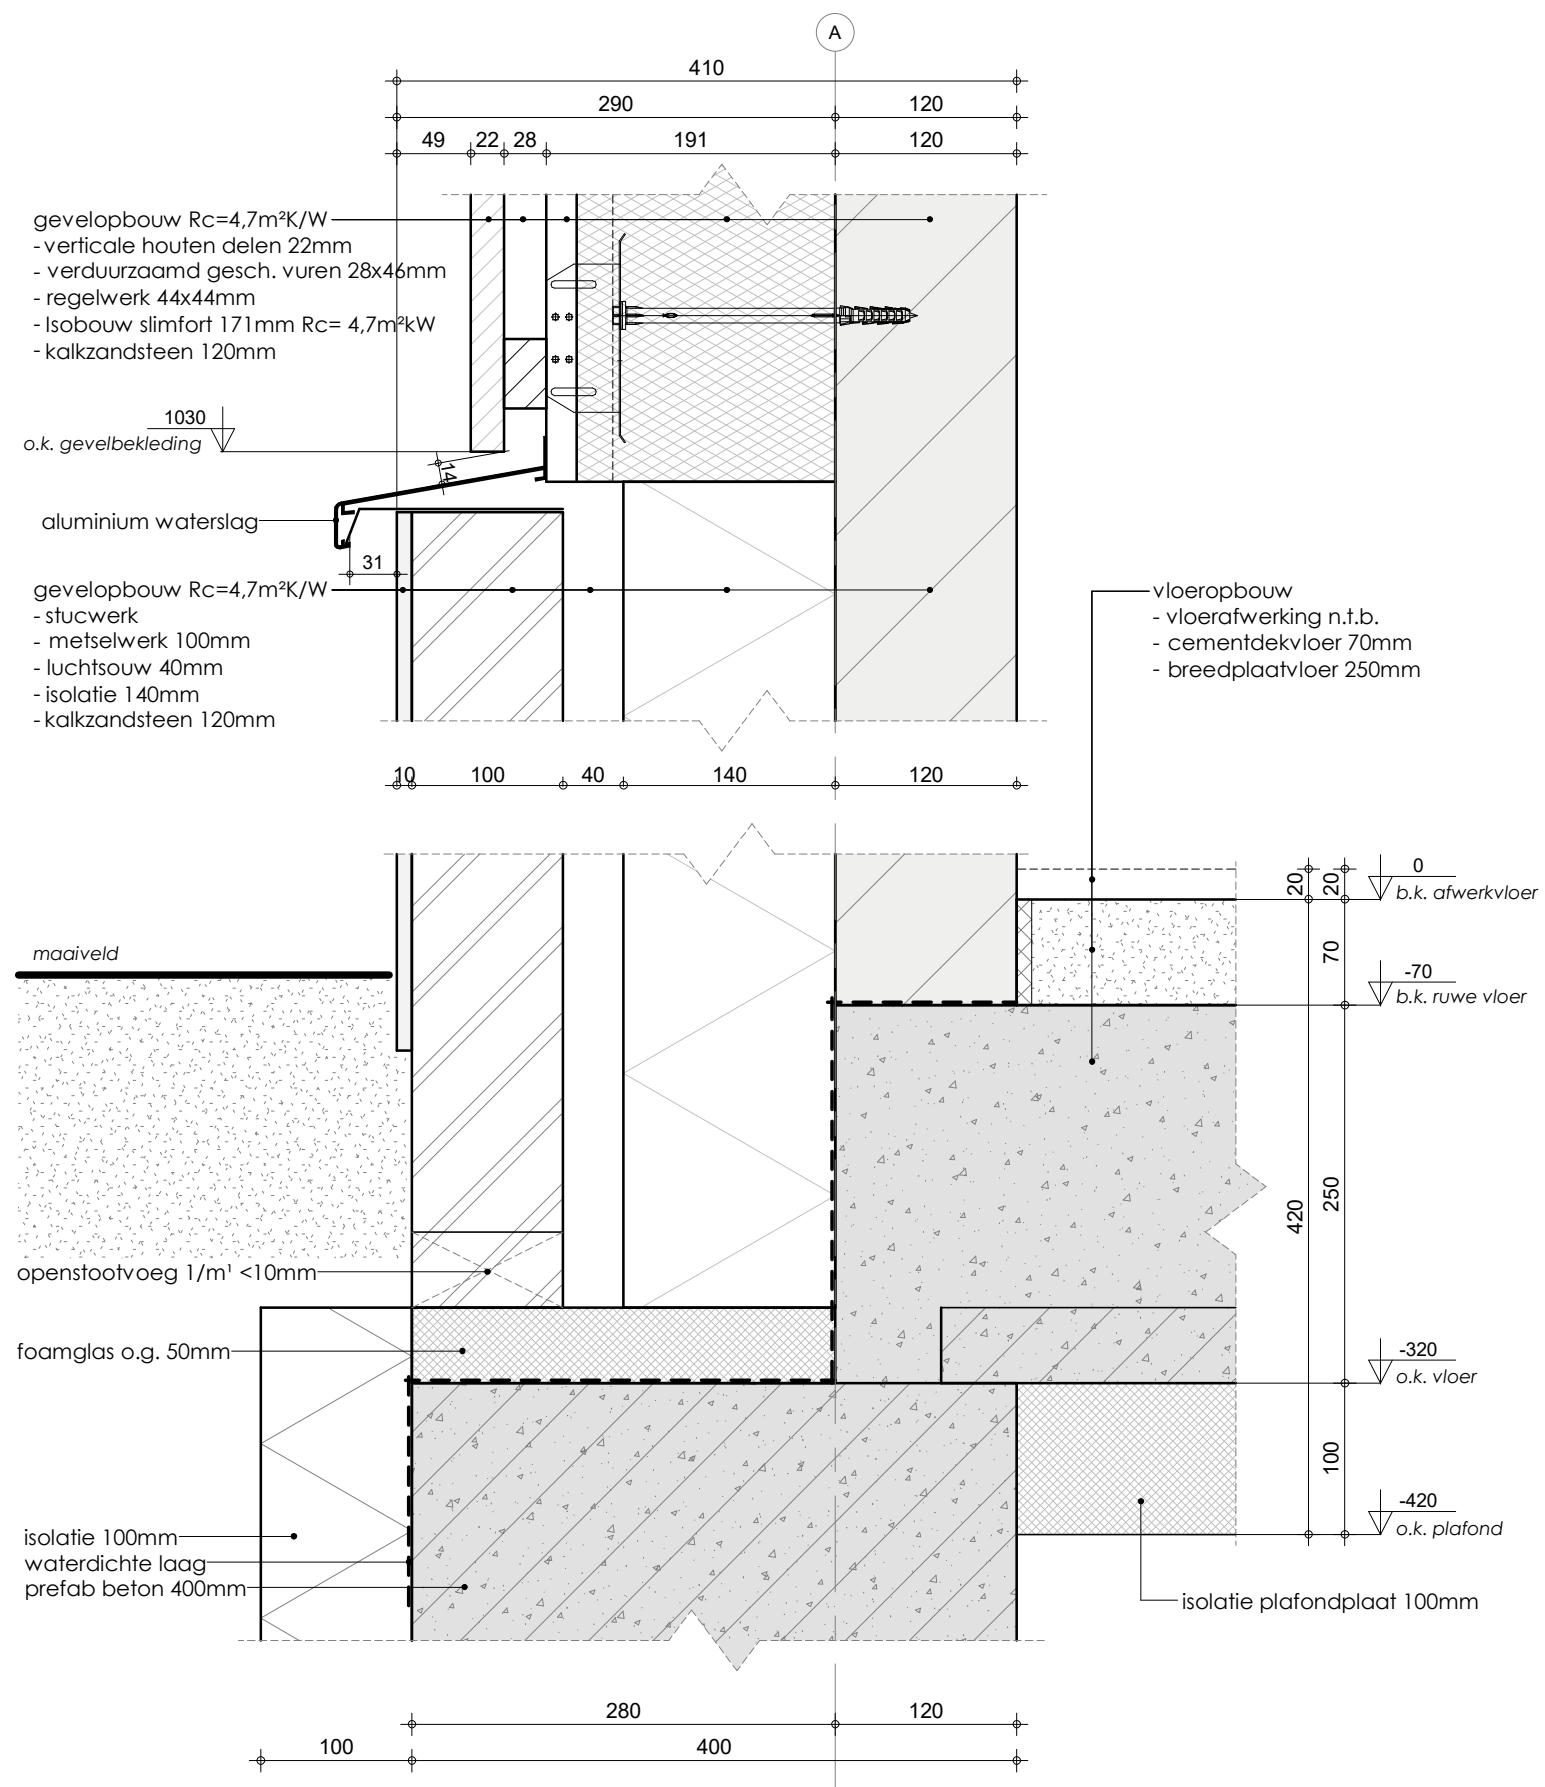 A
410
290 120
49 22 28 191 120
gevelopbouw Rc=4,7m²K/W
- verticale houten delen 22mm
- verduurzaamd gesch. vuren 28x46mm
- regelwerk 44x44mm
- Isobouw slimfort 171mm Rc= 4,7m²kW
- kalkzandsteen 120mm
1030
o.k. gevelbekleding
14
aluminium waterslag
31
gevelopbouw Rc=4,7m²K/W
- stucwerk
- metselwerk 100mm
- luchtsouw 40mm
- isolatie 140mm
- kalkzandsteen 120mm
vloeropbouw
- vloerafwerking n.t.b.
- cementdekvloer 70mm
- breedplaatvloer 250mm
10 100 40 140 120
20 20 0
b.k. afwerkvloer
maaiveld
70
-70
b.k. ruwe vloer
420 250
openstootvoeg 1/m¹ <10mm
foamglas o.g. 50mm
-320
o.k. vloer
100
-420
o.k. plafond
isolatie 100mm
waterdichte laag
prefab beton 400mm
isolatie plafondplaat 100mm
280 120
100 400